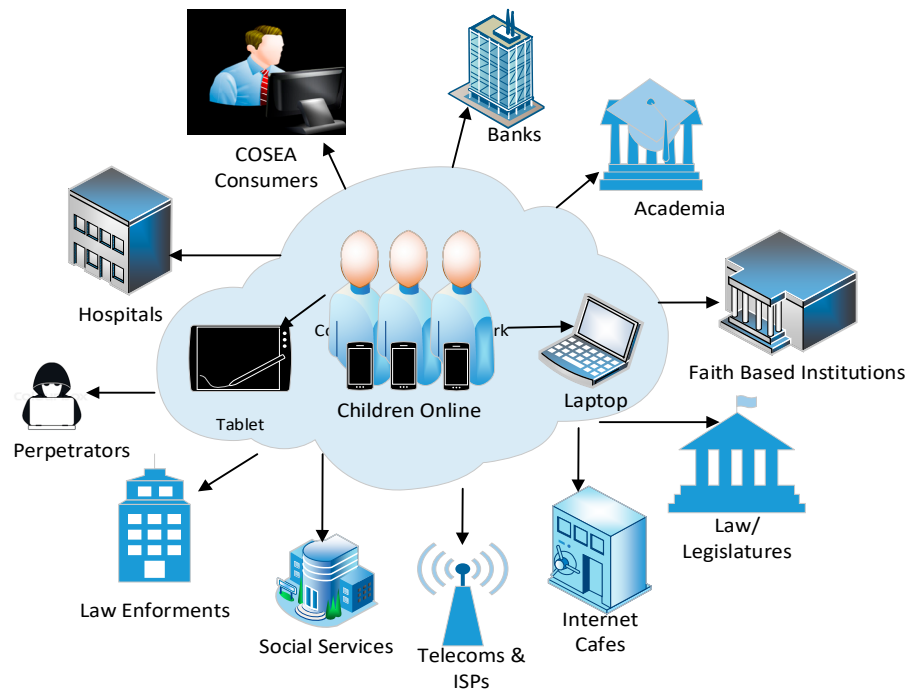 COSEA
Consumers
Banks
Academia
Hospitals
Faith Based Institutions
Children Online
Laptop
Tablet
Perpetrators
Law/
Legislatures
Law Enforments
Internet
Cafes
Social Services
Telecoms &
ISPs